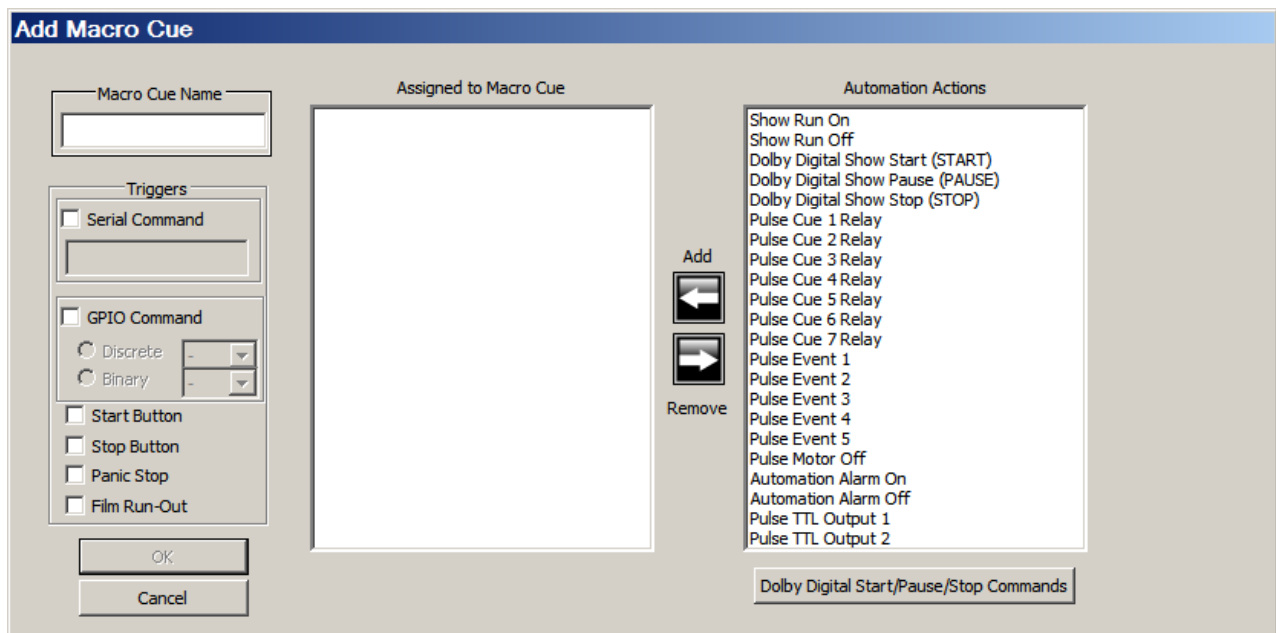 Add Macro Cue
Macro Cue Name
Triggers
Serial Command
GPIO Command
Discrete
-
Binary
-
Start Button
Stop Button
Panic Stop
Film Run-Out
OK
Cancel
Assigned to Macro Cue
Add
Remove
Automation Actions
Show Run On
Show Run Off
Dolby Digital Show Start (START)
Dolby Digital Show Pause (PAUSE)
Dolby Digital Show Stop (STOP)
Pulse Cue 1 Relay
Pulse Cue 2 Relay
Pulse Cue 3 Relay
Pulse Cue 4 Relay
Pulse Cue 5 Relay
Pulse Cue 6 Relay
Pulse Cue 7 Relay
Pulse Event 1
Pulse Event 2
Pulse Event 3
Pulse Event 4
Pulse Event 5
Pulse Motor Off
Automation Alarm On
Automation Alarm Off
Pulse TTL Output 1
Pulse TTL Output 2
Dolby Digital Start/Pause/Stop Commands